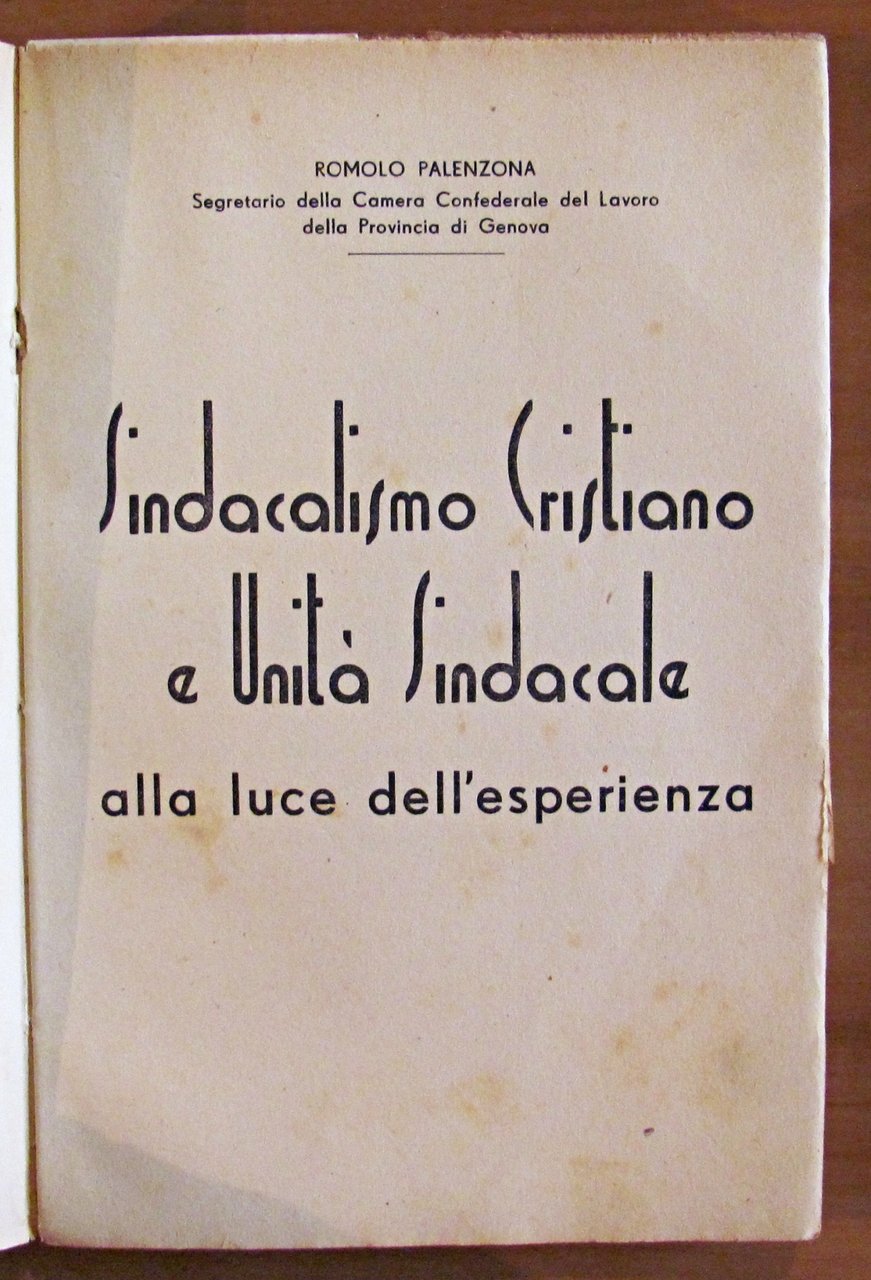 ROMOLO PALENZONA
Segretario della Camera Confederale del Lavoro
della Provincia di Genova
Sindacalismo Cristiano
e Unità Sindacale
alla luce dell'esperienza